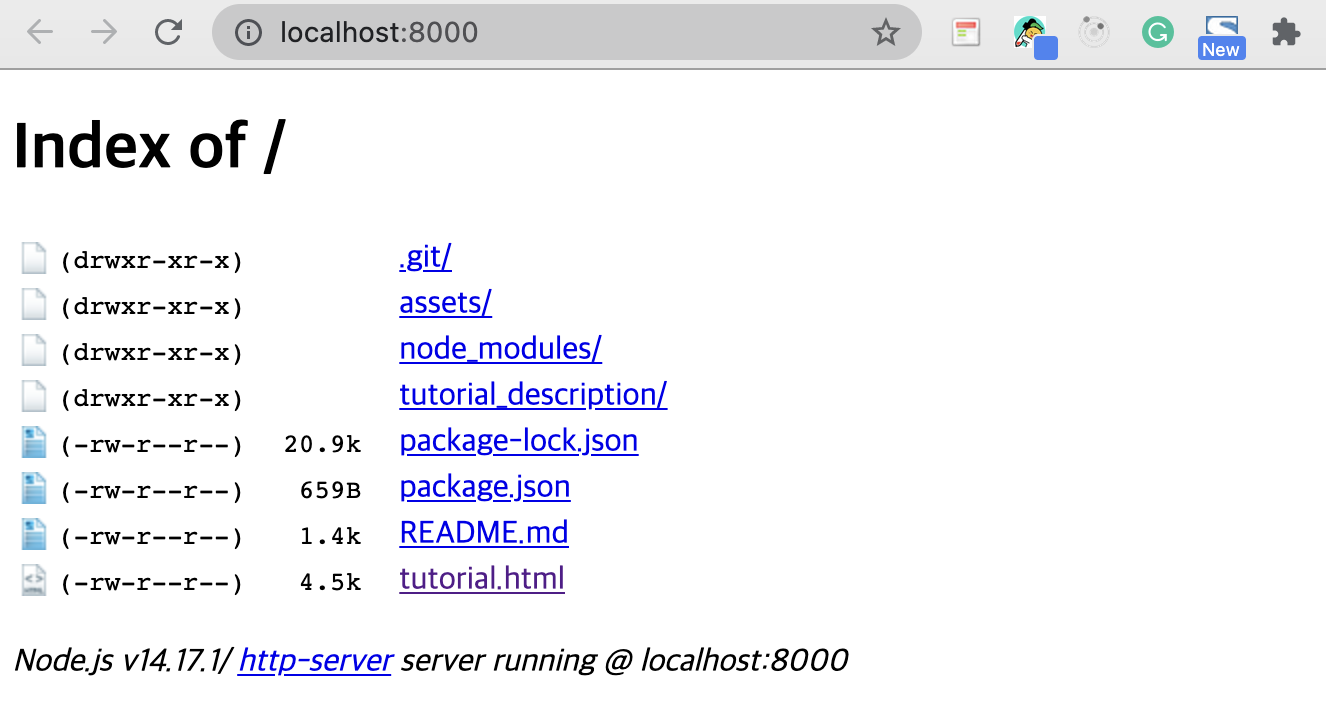 localhost:8000
New
Index of /
(drwxr-xr-x) .git/
(drwxr-xr-x) assets/
(drwxr-xr-x) node_modules/
(drwxr-xr-x) tutorial_description/
(-rw-r--r--) 20.9k package-lock.json
(-rw-r--r--) 659B package.json
(-rw-r--r--) 1.4k README.md
(-rw-r--r--) 4.5k tutorial.html
Node.js v14.17.1/ http-server server running @ localhost:8000